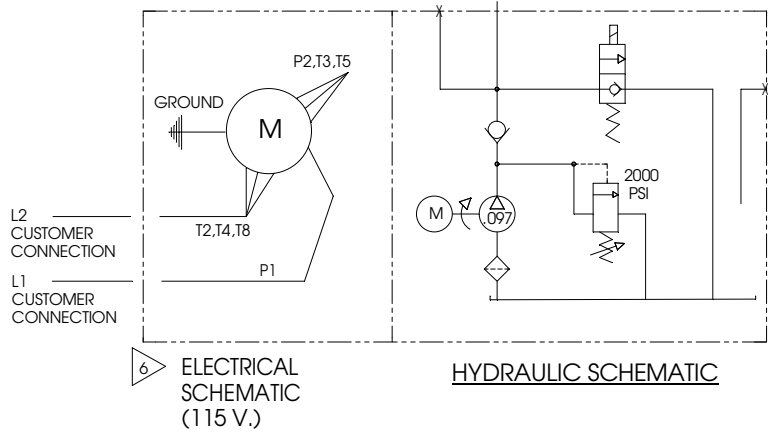 P2,T3,T5
GROUND
M
L2
CUSTOMER
CONNECTION
T2,T4,T8
L1
CUSTOMER
CONNECTION
P1
6
ELECTRICAL
SCHEMATIC
(115 V.)
2000
PSI
M
.097
HYDRAULIC SCHEMATIC